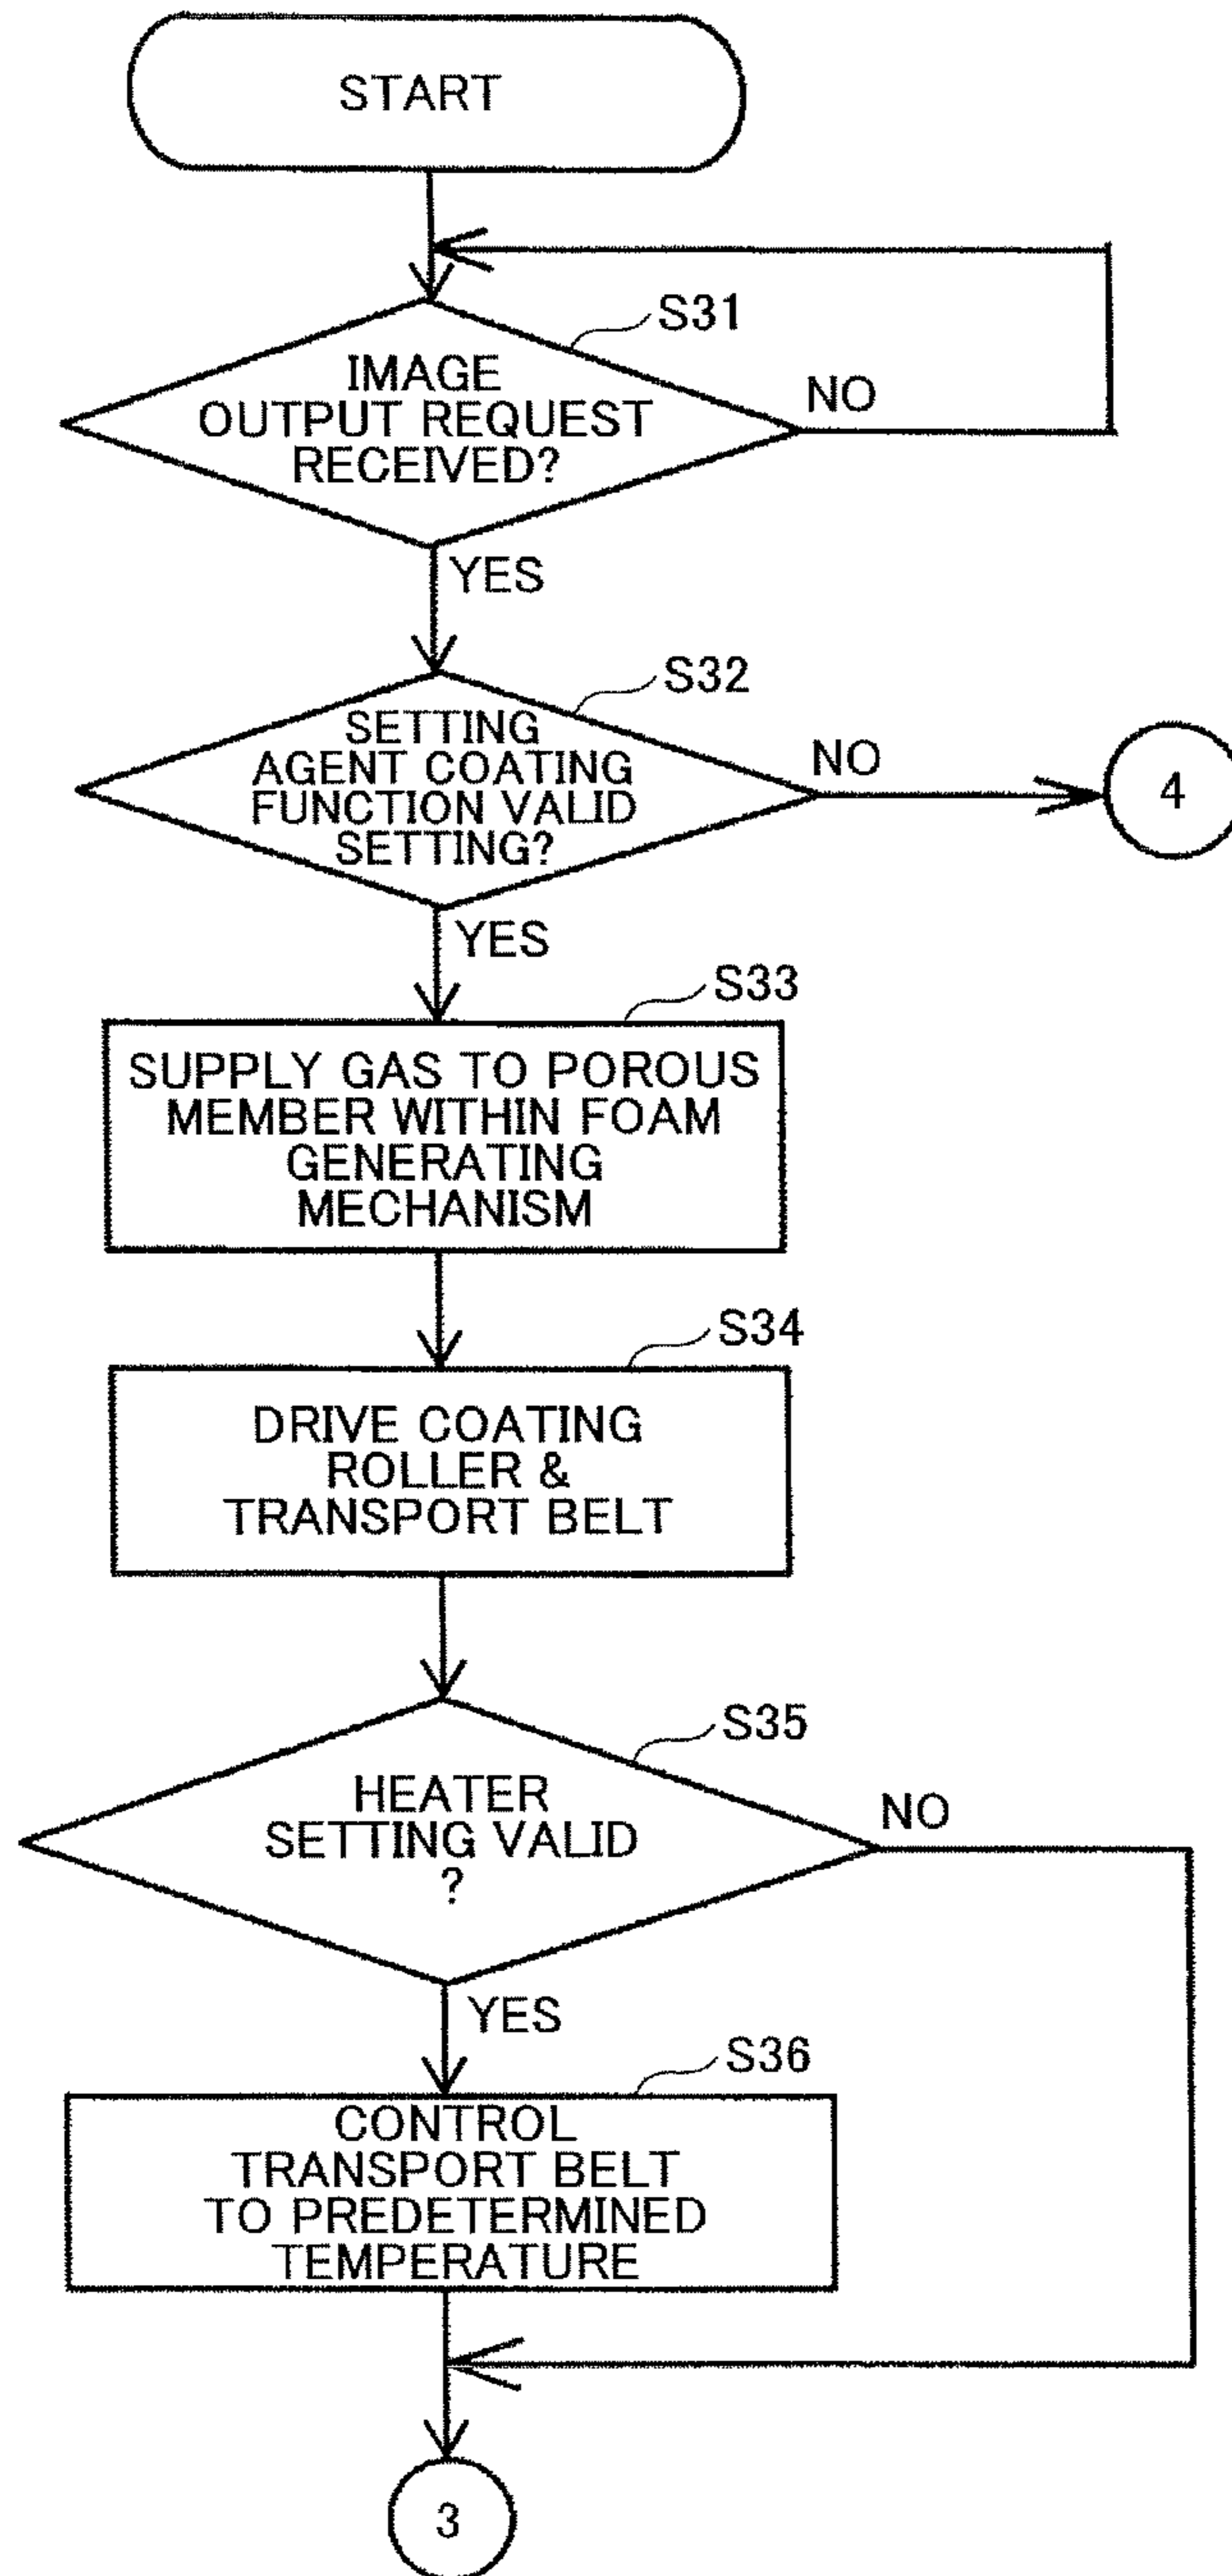 START
S31
IMAGE
OUTPUT REQUEST
RECEIVED?
NO
YES
S32
SETTING
AGENT COATING
FUNCTION VALID
SETTING?
NO
4
YES
S33
SUPPLY GAS TO POROUS
MEMBER WITHIN FOAM
GENERATING
MECHANISM
S34
DRIVE COATING
ROLLER &
TRANSPORT BELT
S35
HEATER
SETTING VALID
?
NO
YES
S36
CONTROL
TRANSPORT BELT
TO PREDETERMINED
TEMPERATURE
3